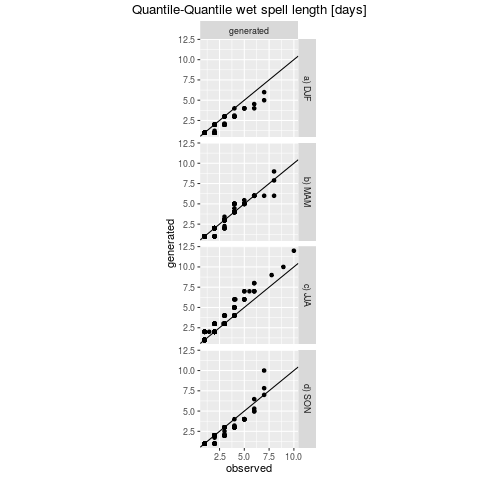 Quantile-Quantile wet spell length [days]
generated
12.5
10.0
7.5
5.0
2.5
a) DJF
12.5
10.0
7.5
5.0
2.5
b) MAM
generated
12.5
10.0
7.5
5.0
2.5
c) JJA
12.5
10.0
7.5
5.0
2.5
d) SON
2.5 5.0 7.5 10.0
observed